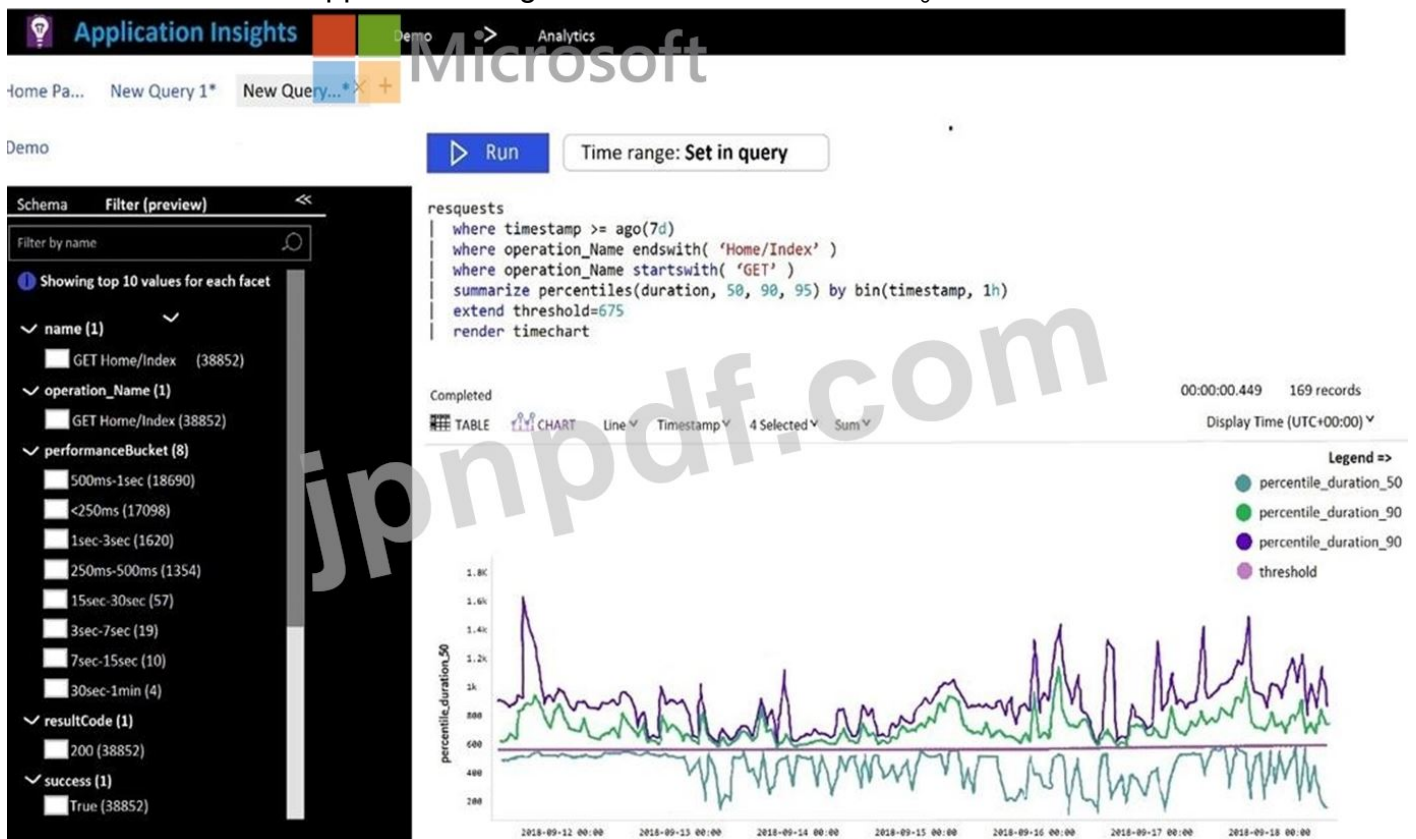 Application Insights
Demo
Analytics
Microsoft
Home Pa... New Query 1* New Query...* × +
Demo
Run
Time range: Set in query
Schema Filter (preview) <<
Filter by name
Showing top 10 values for each facet
name (1)
GET Home/Index (38852)
operation_Name (1)
GET Home/Index (38852)
performanceBucket (8)
500ms-1sec (18690)
<250ms (17098)
1sec-3sec (1620)
250ms-500ms (1354)
15sec-30sec (57)
3sec-7sec (19)
7sec-15sec (10)
30sec-1min (4)
resultCode (1)
200 (38852)
success (1)
True (38852)
resquests
| where timestamp >= ago(7d)
| where operation_Name endswith( ‘Home/Index’ )
| where operation_Name startswith( ‘GET’ )
| summarize percentiles(duration, 50, 90, 95) by bin(timestamp, 1h)
| extend threshold=675
| render timechart
Completed
00:00:00.449 169 records
TABLE CHART Line Timestamp 4 Selected Sum
Display Time (UTC+00:00)
Legend =>
percentile_duration_50
percentile_duration_90
percentile_duration_90
threshold
percentile_duration_50
1.8K
1.6k
1.4k
1.2k
1k
800
600
400
200
2018-09-12 00:00 2018-09-13 00:00 2018-09-14 00:00 2018-09-15 00:00 2018-09-16 00:00 2018-09-17 00:00 2018-09-18 00:00
jpnpdf.com